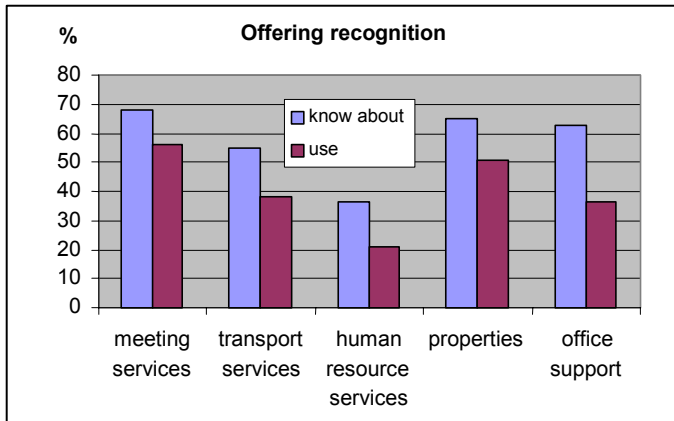 Offering recognition
%
80
70
60
50
40
30
20
10
0
know about
use
meeting services
transport services
human resource services
properties
office support